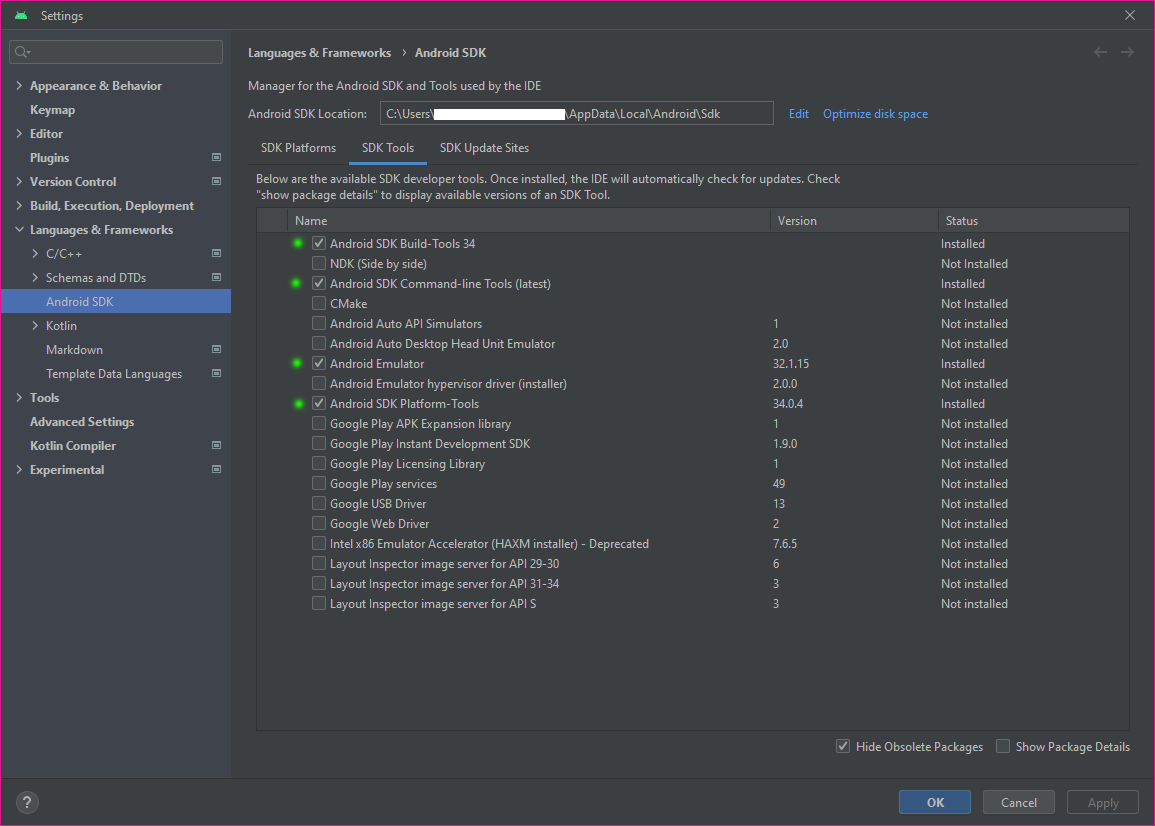 Settings
Appearance & Behavior
Keymap
Editor
Plugins
Version Control
Build, Execution, Deployment
Languages & Frameworks
C/C++
Schemas and DTDs
Android SDK
Kotlin
Markdown
Template Data Languages
Tools
Advanced Settings
Kotlin Compiler
Experimental
Languages & Frameworks › Android SDK
Manager for the Android SDK and Tools used by the IDE
Android SDK Location: C:\Users\ \AppData\Local\Android\Sdk Edit Optimize disk space
SDK Platforms SDK Tools SDK Update Sites
Below are the available SDK developer tools. Once installed, the IDE will automatically check for updates. Check
"show package details" to display available versions of an SDK Tool.
Name Version Status
Android SDK Build-Tools 34 Installed
NDK (Side by side) Not Installed
Android SDK Command-line Tools (latest) Installed
CMake Not Installed
Android Auto API Simulators 1 Not installed
Android Auto Desktop Head Unit Emulator 2.0 Not installed
Android Emulator 32.1.15 Installed
Android Emulator hypervisor driver (installer) 2.0.0 Not installed
Android SDK Platform-Tools 34.0.4 Installed
Google Play APK Expansion library 1 Not installed
Google Play Instant Development SDK 1.9.0 Not installed
Google Play Licensing Library 1 Not installed
Google Play services 49 Not installed
Google USB Driver 13 Not installed
Google Web Driver 2 Not installed
Intel x86 Emulator Accelerator (HAXM installer) - Deprecated 7.6.5 Not installed
Layout Inspector image server for API 29-30 6 Not installed
Layout Inspector image server for API 31-34 3 Not installed
Layout Inspector image server for API S 3 Not installed
Hide Obsolete Packages Show Package Details
? OK Cancel Apply